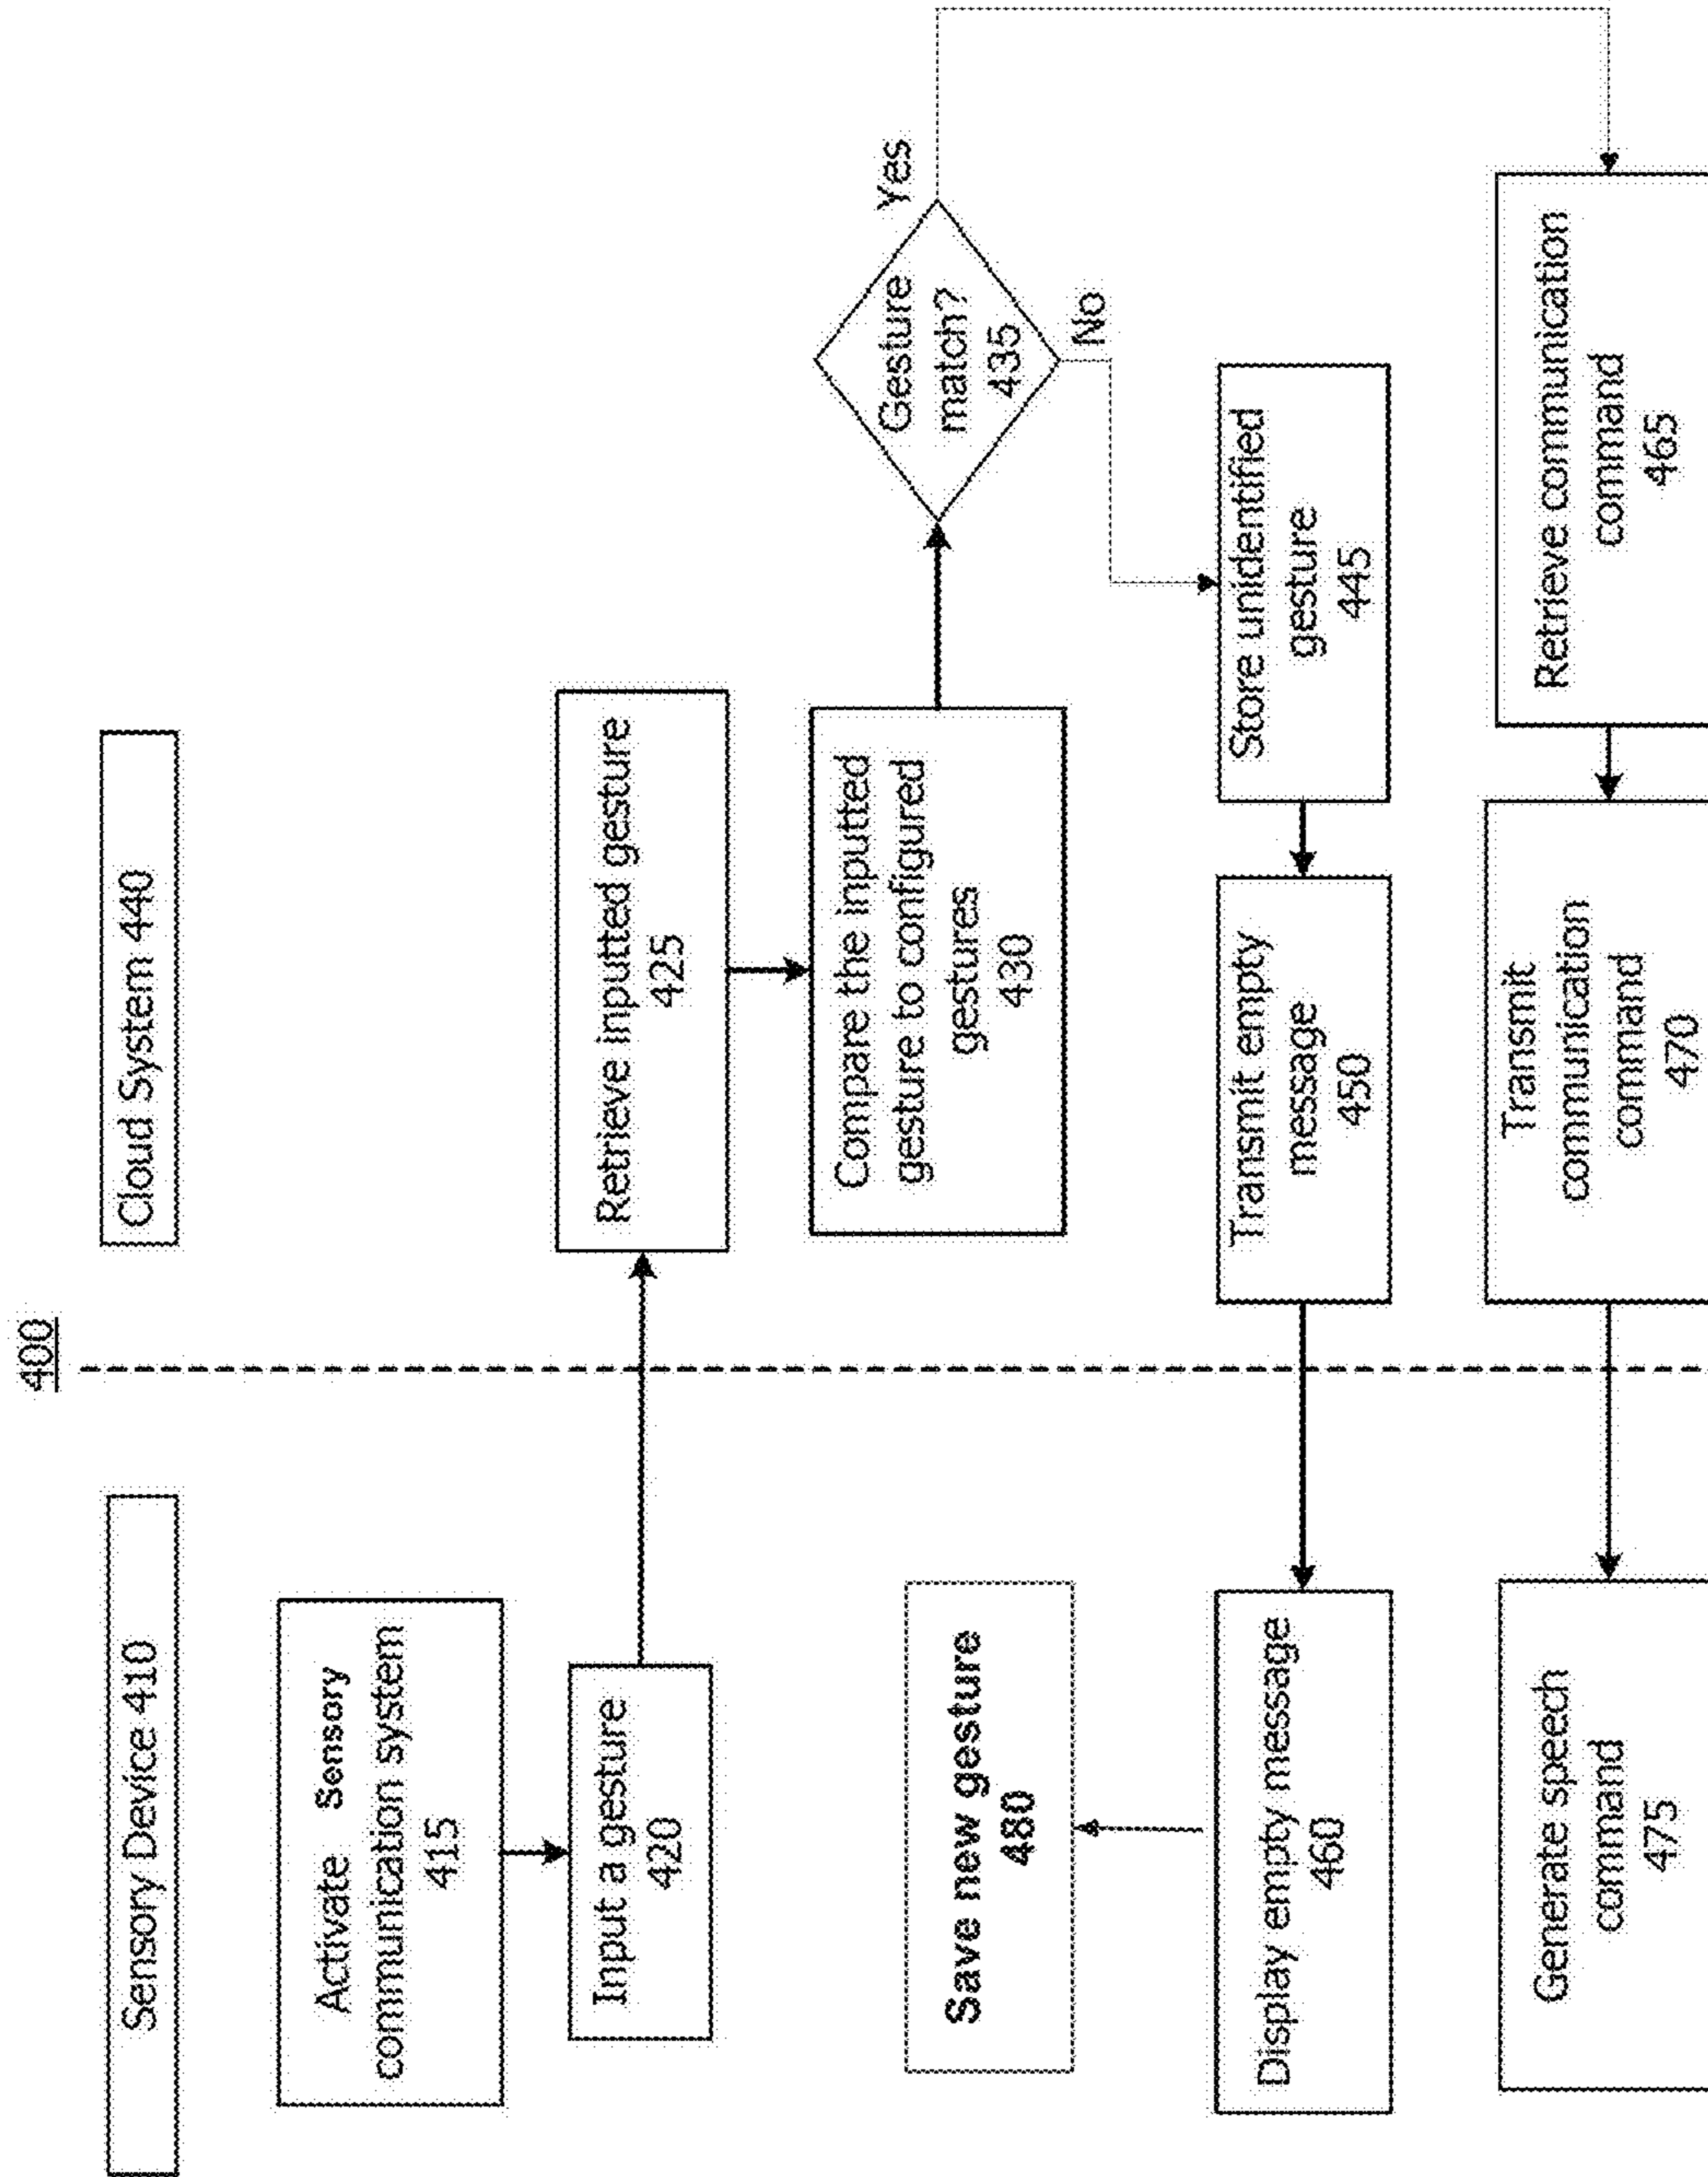 400
Sensory Device 410
Cloud System 440
Activate Sensory
communication system
415
Input a gesture
420
Retrieve inputted gesture
425
Compare the inputted
gesture to configured
gestures
430
Gesture
match?
435
Yes
No
Save new gesture
480
Store unidentified
gesture
445
Transmit empty
message
450
Display empty message
460
Retrieve communication
command
465
Transmit
communication
command
470
Generate speech
command
475